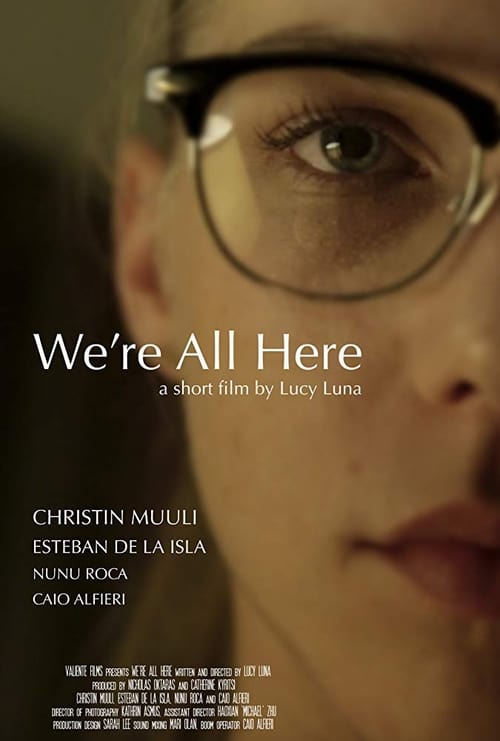 We're All Here
a short film by Lucy Luna
CHRISTIN MUULI
ESTEBAN DE LA ISLA
NUNU ROCA
CAIO ALFIERI
VALIENTE FILMS PRESENTS WE'RE ALL HERE WRITTEN AND DIRECTED BY LUCY LUNA
PRODUCED BY NICHOLAS OKTARAS AND CATHERINE KYRITSI
CHRISTIN MUULI, ESTEBAN DE LA ISLA, NUNU ROCA AND CAIO ALFIERI
DIRECTOR OF PHOTOGRAPHY KATHRIN ASMUS, ASSISTANT DIRECTOR HAOXIAN "MICHAEL" ZHU
PRODUCTION DESIGN SARAH LEE SOUND MIXING MARI OLAN, BOOM OPERATOR CAIO ALFIERI